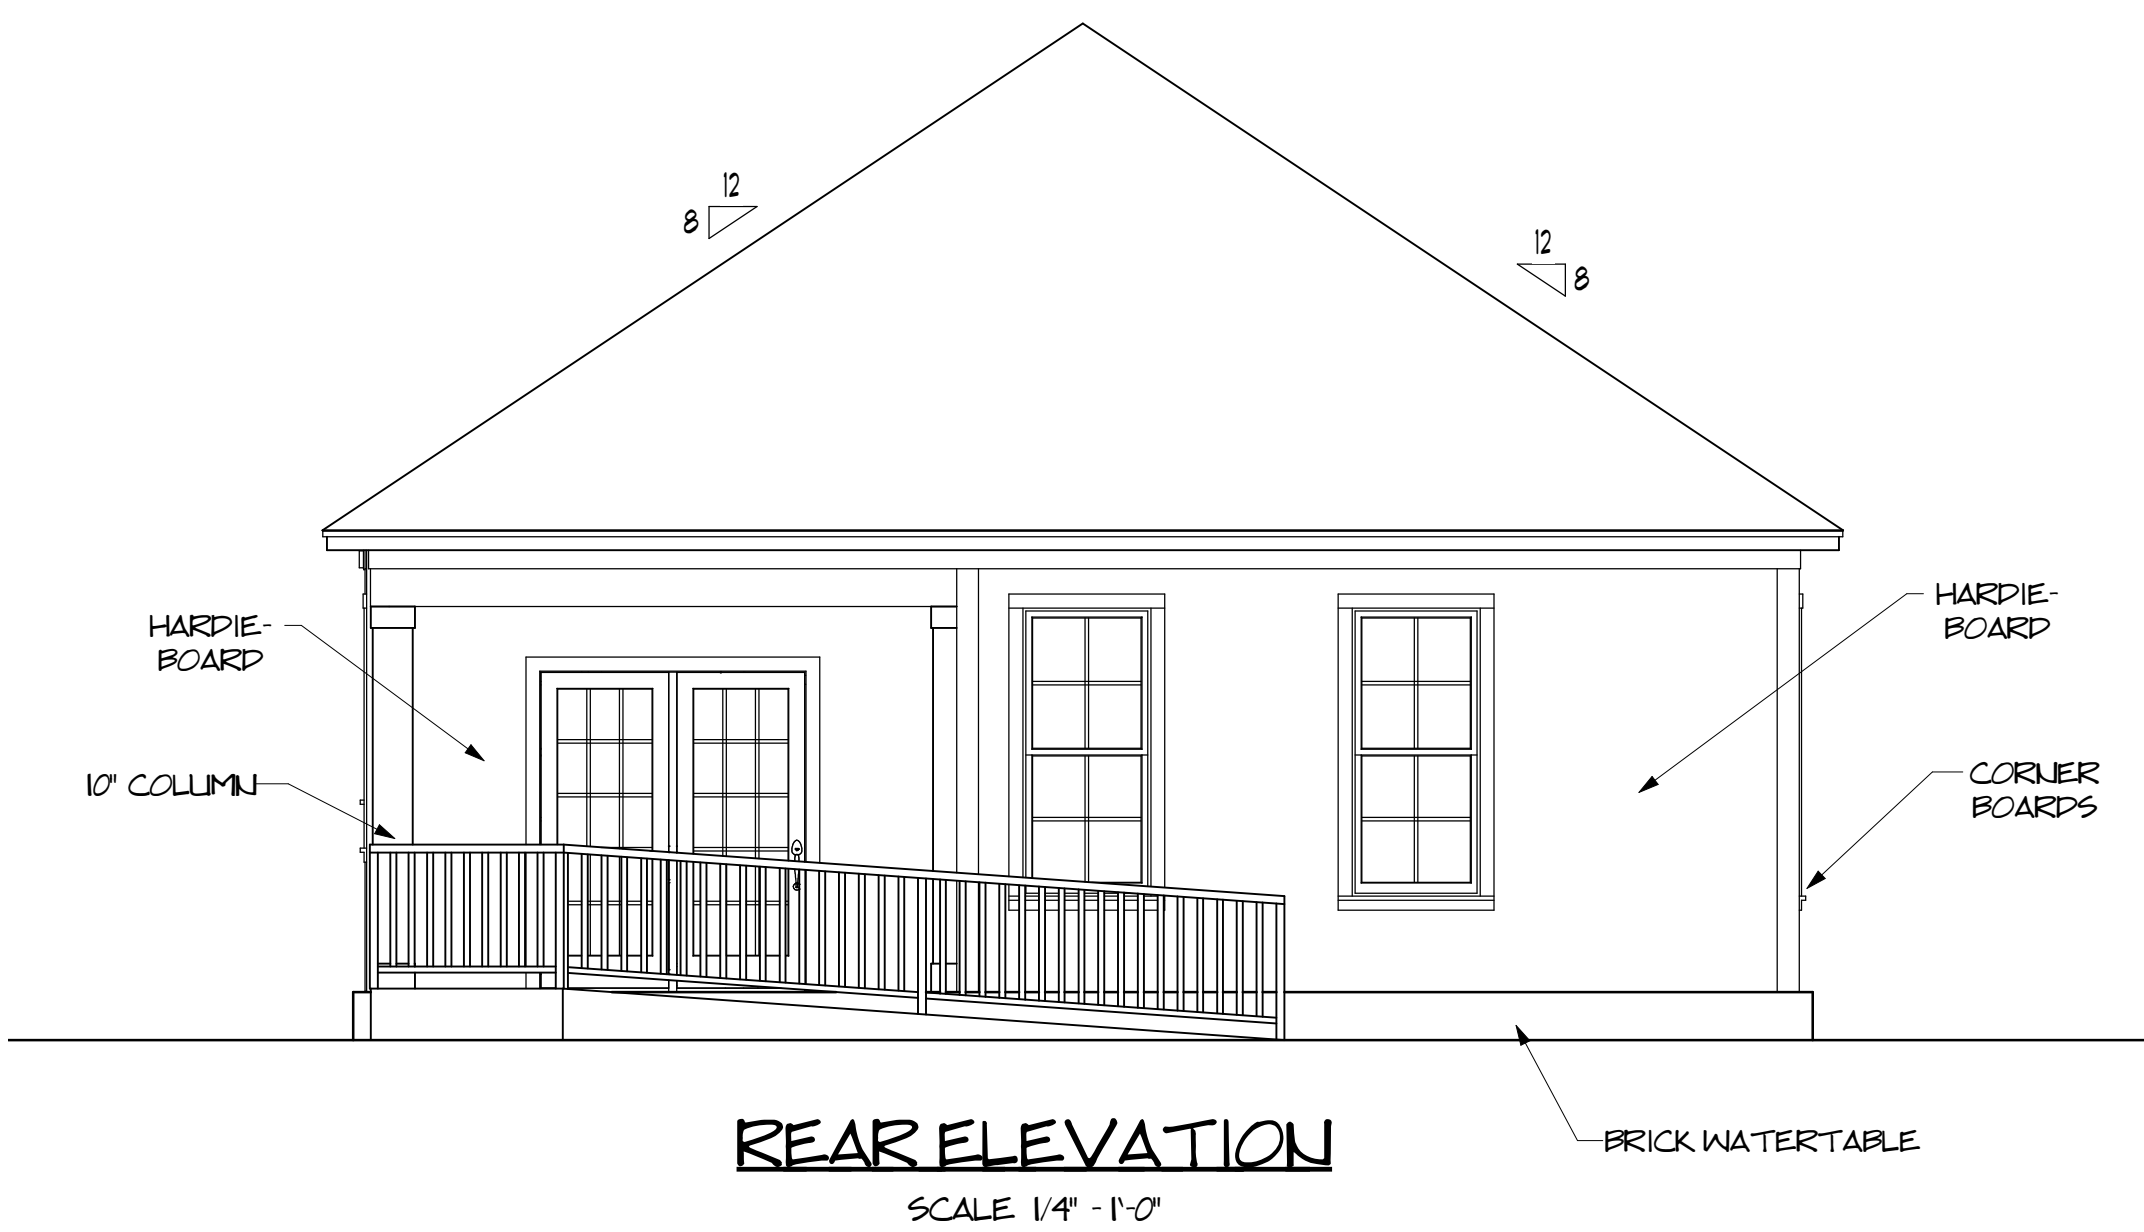 12
8
12
8
HARDIE-
BOARD
HARDIE-
BOARD
10" COLUMN
CORNER
BOARDS
BRICK WATERTABLE
REAR ELEVATION
SCALE 1/4" - 1'-0"